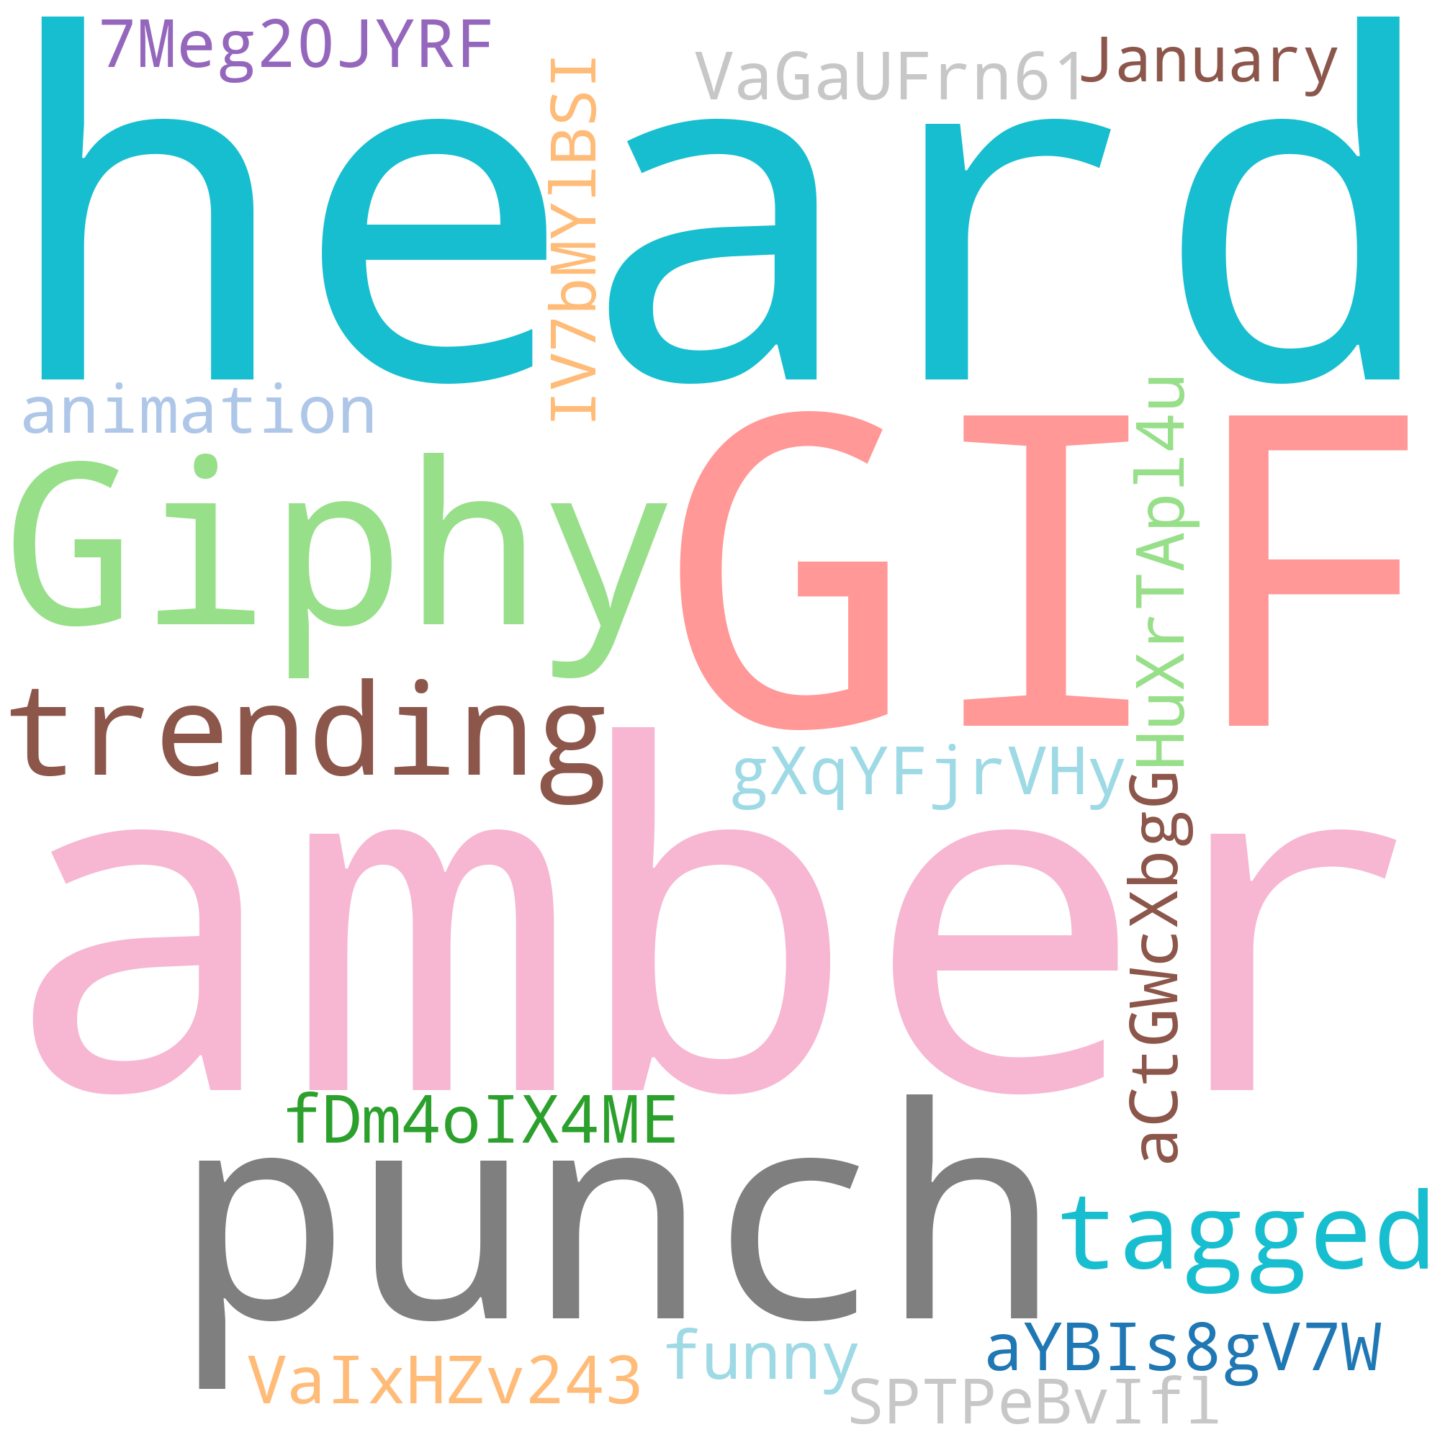 7Meg20JYRF
VaGaUFrn61
January
heard
IV7bMYlBSI
animation
Giphy
GIF
HuXrTApl4u
trending
gXqYFjrVHy
amber
aCtGWcXbgG
fDm4oIX4ME
punch
tagged
aYBIs8gV7W
funny
VaIxHZv243
SPTPeBvIfl